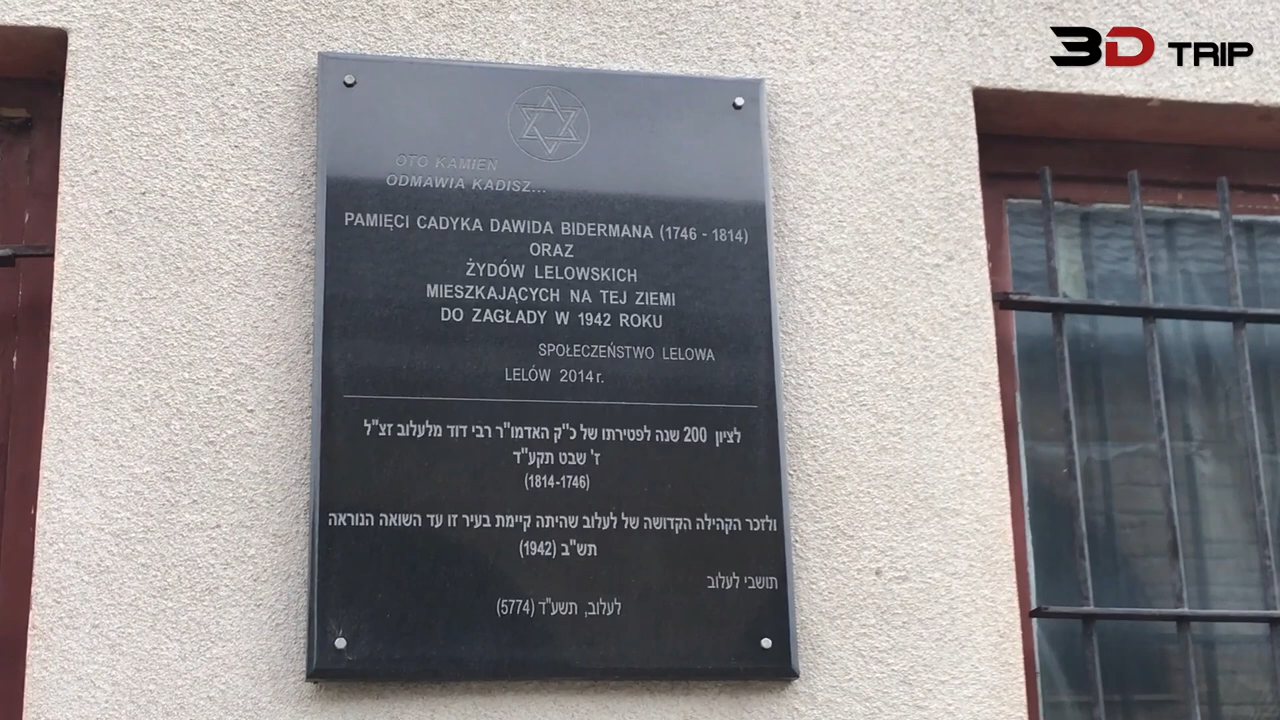 3D TRIP
OTO KAMIEŃ
ODMAWIA KADISZ...
PAMIĘCI CADYKA DAWIDA BIDERMANA (1746 - 1814)
ORAZ
ŻYDÓW LELOWSKICH
MIESZKAJĄCYCH NA TEJ ZIEMI
DO ZAGŁADY W 1942 ROKU
SPOŁECZEŃSTWO LELOWA
LELÓW 2014 r.
לציון 200 שנה לפטירתו של כ"ק האדמו"ר רבי דוד מלעלוב זצ"ל
ז' שבט תקע"ד
(1814-1746)
ולזכר הקהילה הקדושה של לעלוב שהיתה קיימת בעיר זו עד השואה הנוראה
תש"ב (1942)
תושבי לעלוב
לעלוב, תשע"ד (5774)